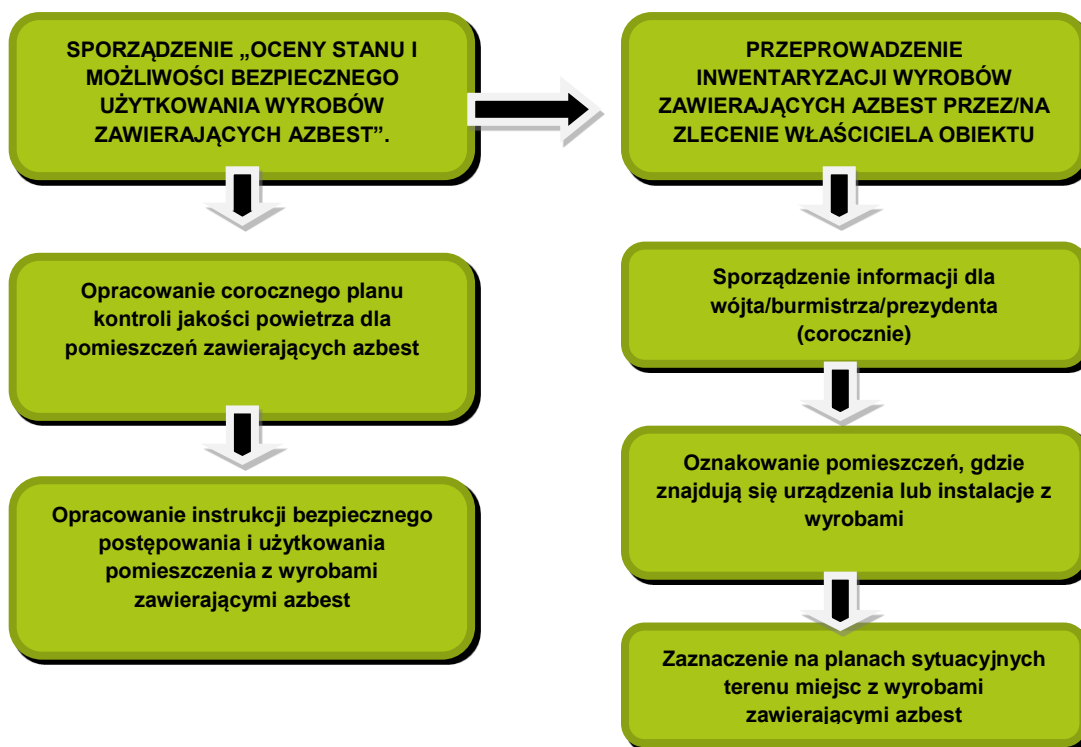 SPORZĄDZENIE „OCENY STANU I
MOŻLIWOŚCI BEZPIECZNEGO
UŻYTKOWANIA WYROBÓW
ZAWIERAJĄCYCH AZBEST”.
PRZEPROWADZENIE
INWENTARYZACJI WYROBÓW
ZAWIERAJĄCYCH AZBEST PRZEZ/NA
ZLECENIE WŁAŚCICIELA OBIEKTU
Opracowanie corocznego planu
kontroli jakości powietrza dla
pomieszczeń zawierających azbest
Sporządzenie informacji dla
wójta/burmistrza/prezydenta
(corocznie)
Opracowanie instrukcji bezpiecznego
postępowania i użytkowania
pomieszczenia z wyrobami
zawierającymi azbest
Oznakowanie pomieszczeń, gdzie
znajdują się urządzenia lub instalacje z
wyrobami
Zaznaczenie na planach sytuacyjnych
terenu miejsc z wyrobami
zawierającymi azbest